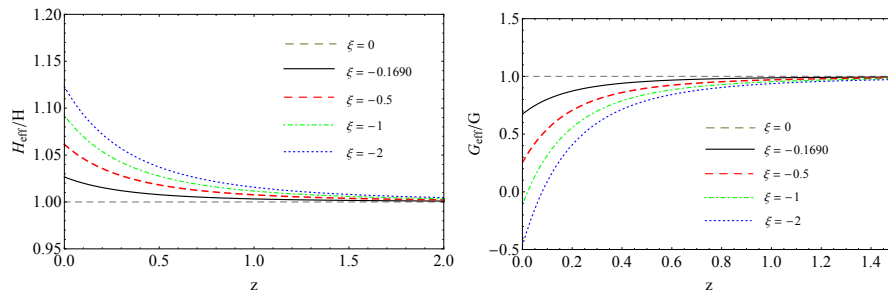 1.20
1.15
1.10
1.05
1.00
0.95
H_eff/H
ξ = 0
ξ = -0.1690
ξ = -0.5
ξ = -1
ξ = -2
0.0 0.5 1.0 1.5 2.0
z
1.5
1.0
0.5
0.0
-0.5
G_eff/G
ξ = 0
ξ = -0.1690
ξ = -0.5
ξ = -1
ξ = -2
0.0 0.2 0.4 0.6 0.8 1.0 1.2 1.4
z